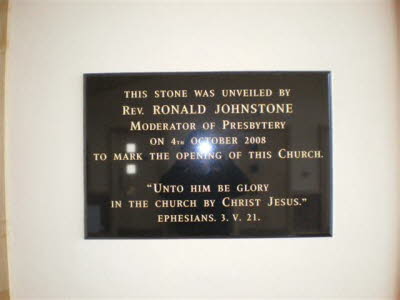 THIS STONE WAS UNVEILED BY
REV. RONALD JOHNSTONE
MODERATOR OF PRESBYTERY
ON 4TH OCTOBER 2008
TO MARK THE OPENING OF THIS CHURCH.
"UNTO HIM BE GLORY
IN THE CHURCH BY CHRIST JESUS."
EPHESIANS. 3. V. 21.